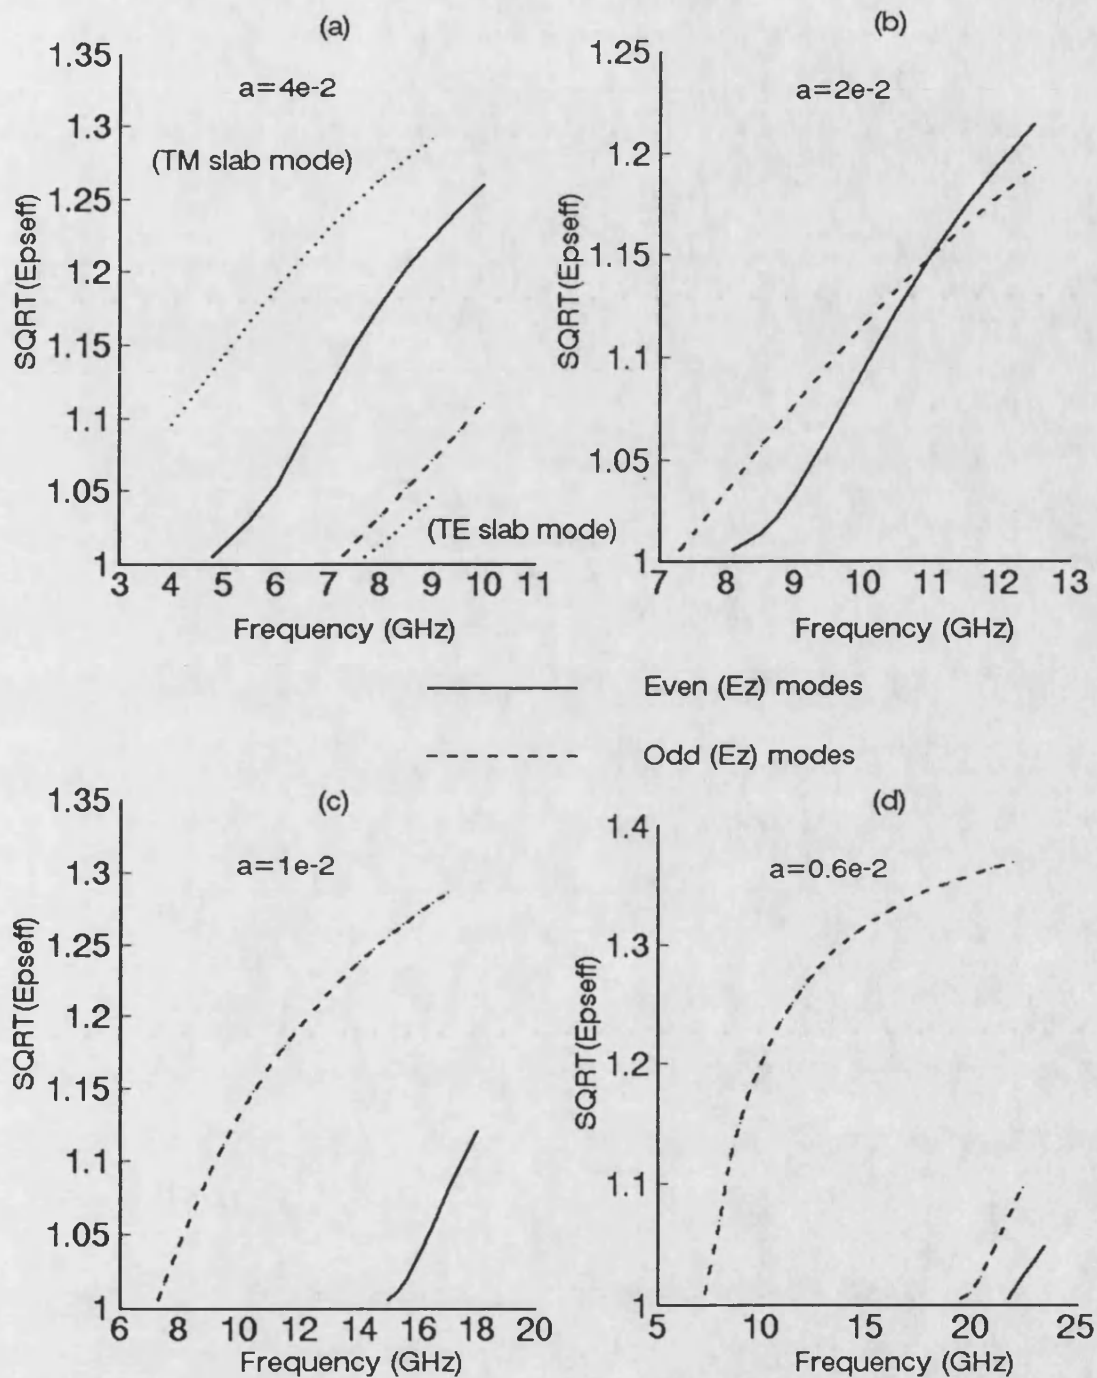 (a)
1.35
1.3
1.25
1.2
1.15
1.1
1.05
1
SQRT(Epseff)
a=4e-2
(TM slab mode)
(TE slab mode)
3 4 5 6 7 8 9 10 11
Frequency (GHz)
(b)
1.25
1.2
1.15
1.1
1.05
1
SQRT(Epseff)
a=2e-2
7 8 9 10 11 12 13
Frequency (GHz)
Even (Ez) modes
Odd (Ez) modes
(c)
1.35
1.3
1.25
1.2
1.15
1.1
1.05
1
SQRT(Epseff)
a=1e-2
6 8 10 12 14 16 18 20
Frequency (GHz)
(d)
1.4
1.3
1.2
1.1
1
SQRT(Epseff)
a=0.6e-2
5 10 15 20 25
Frequency (GHz)